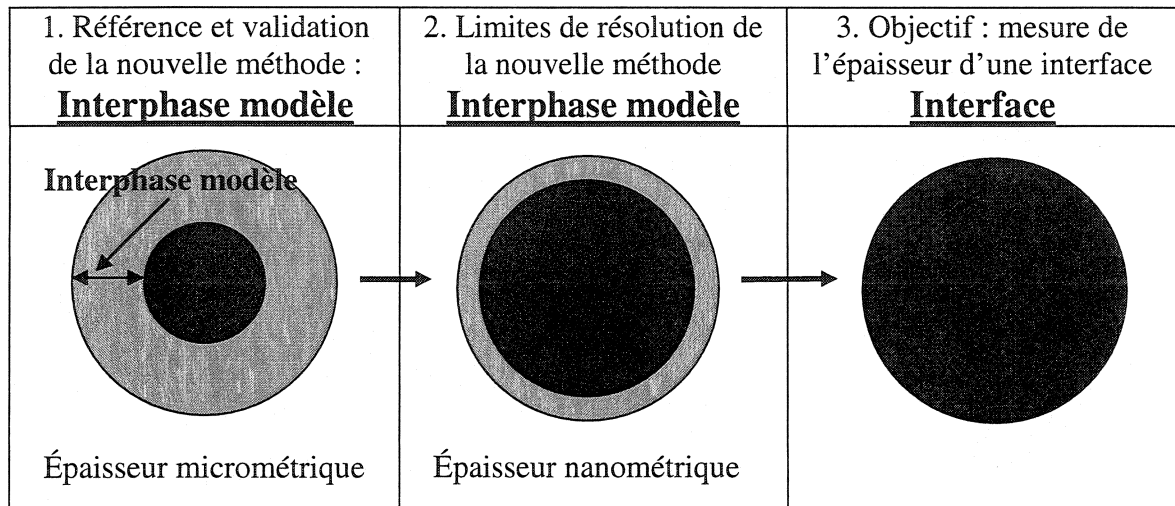 1. Référence et validation
de la nouvelle méthode :
Interphase modèle
2. Limites de résolution de
la nouvelle méthode
Interphase modèle
3. Objectif : mesure de
l’épaisseur d’une interface
Interface
Interphase modèle
Épaisseur micrométrique
Épaisseur nanométrique